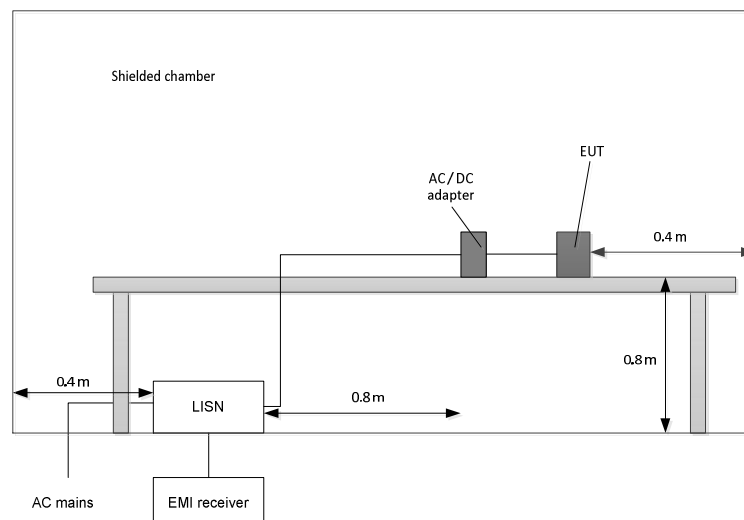 Shielded chamber
EUT
AC/DC
adapter
0.4 m
0.8 m
0.4 m
LISN
0.8 m
AC mains
EMI receiver